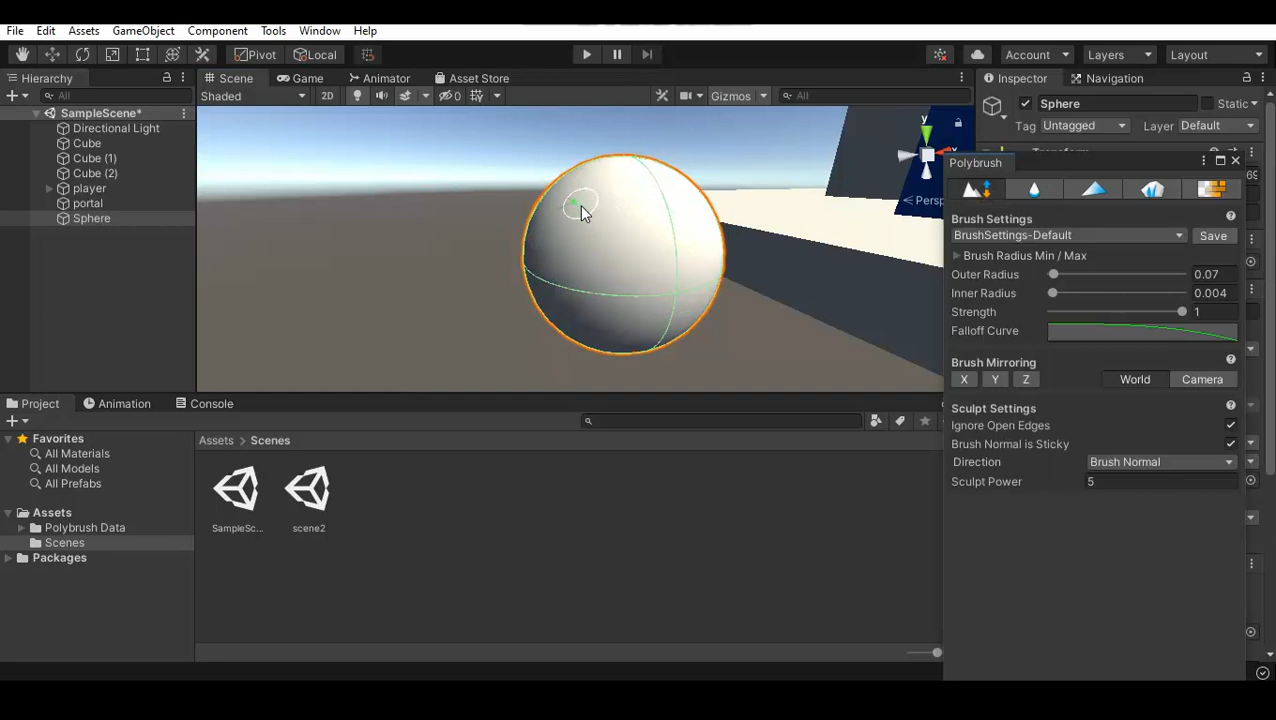 File Edit Assets GameObject Component Tools Window Help
Pivot Local Account Layers Layout
Hierarchy Scene Game Animator Asset Store Inspector Navigation
All Shaded 2D 0 Gizmos All Sphere Static
SampleScene* Tag Untagged Layer Default
Directional Light
Cube
Cube (1)
Cube (2)
player
portal
Sphere
y
x
Persp
Transform
69
Polybrush
Brush Settings
BrushSettings-Default Save
Brush Radius Min / Max
Outer Radius 0.07
Inner Radius 0.004
Strength 1
Falloff Curve
Brush Mirroring
X Y Z World Camera
Sculpt Settings
Ignore Open Edges
Brush Normal is Sticky
Direction Brush Normal
Sculpt Power 5
Project Animation Console
Favorites
All Materials
All Models
All Prefabs
Assets
Polybrush Data
Scenes
Packages
Assets > Scenes
SampleSc... scene2